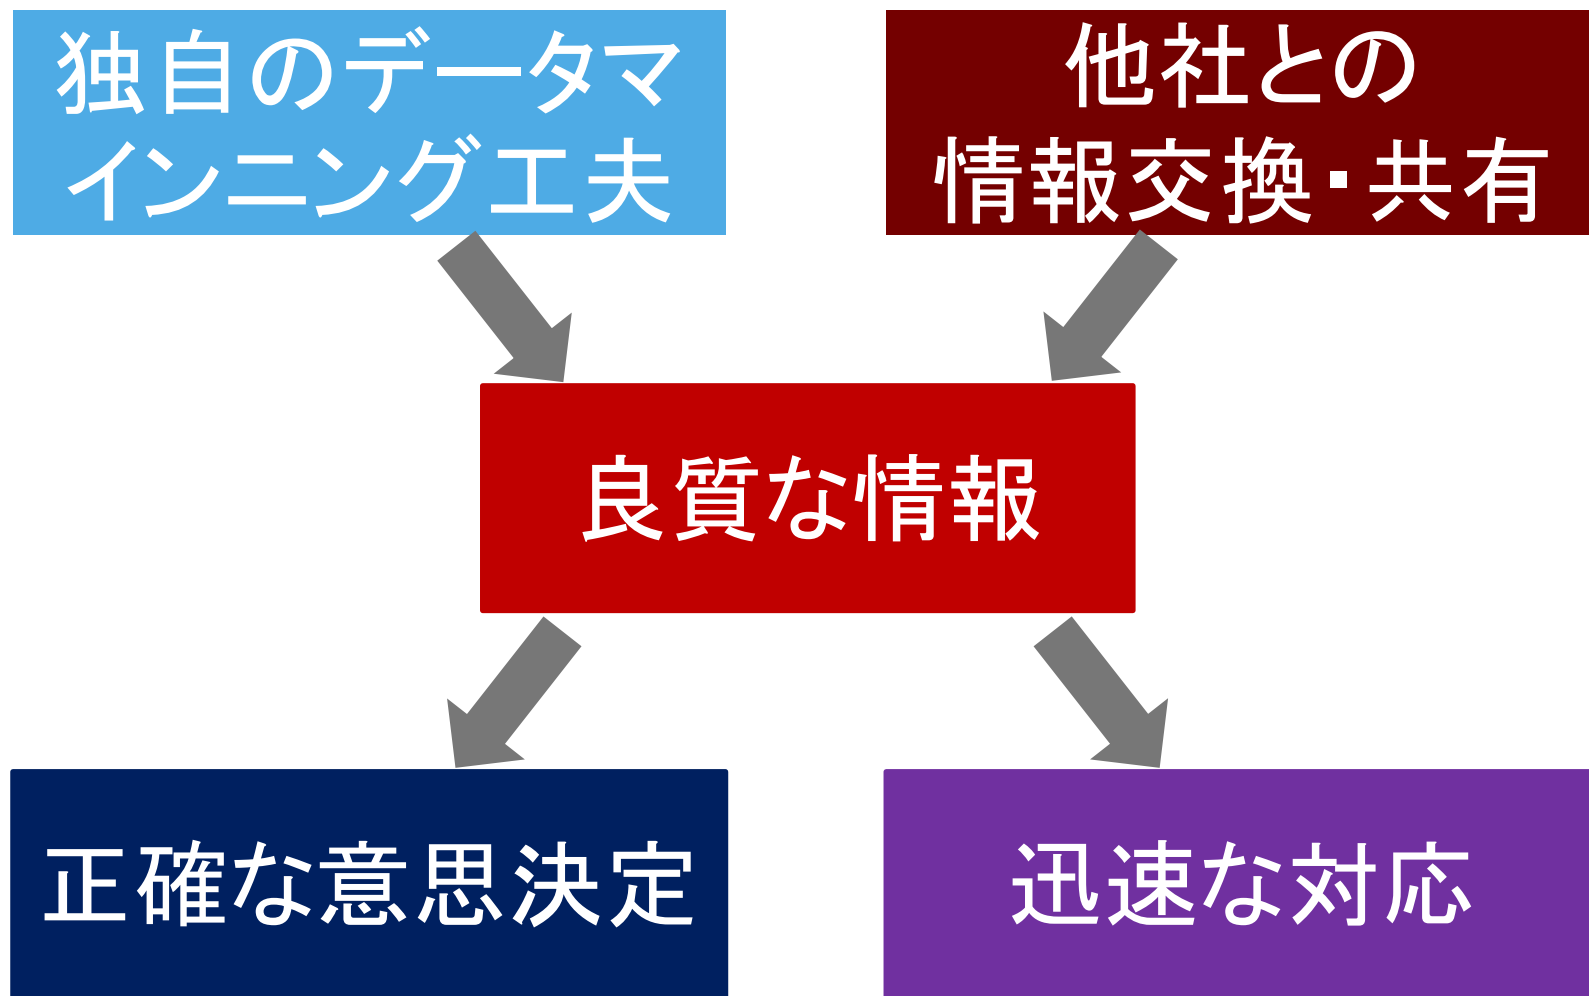 独自のデータマ
インニング工夫
他社との
情報交換・共有
良質な情報
正確な意思決定
迅速な対応